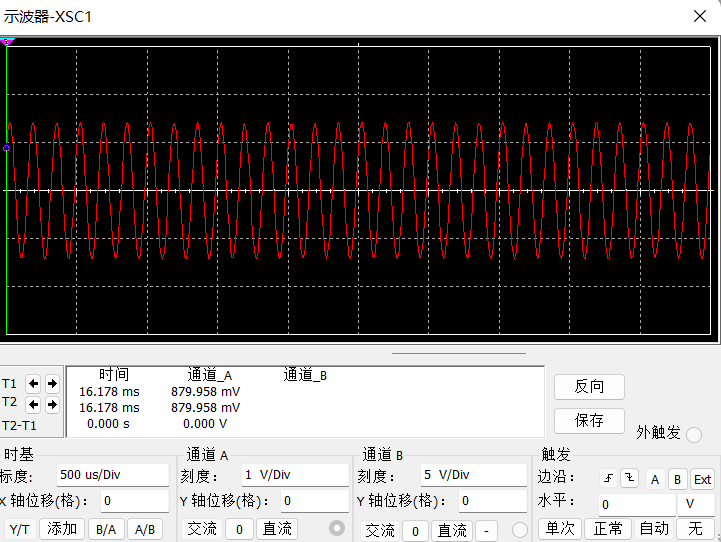 示波器-XSC1
时间 通道_A 通道_B
T1 16.178 ms 879.958 mV
T2 16.178 ms 879.958 mV
T2-T1 0.000 s 0.000 V
反向
保存
外触发
时基
标度: 500 us/Div
X 轴位移(格): 0
Y/T 添加 B/A A/B
通道 A
刻度: 1 V/Div
Y 轴位移(格): 0
交流 0 直流
通道 B
刻度: 5 V/Div
Y 轴位移(格): 0
交流 0 直流 -
触发
边沿: A B Ext
水平: 0 V
单次 正常 自动 无